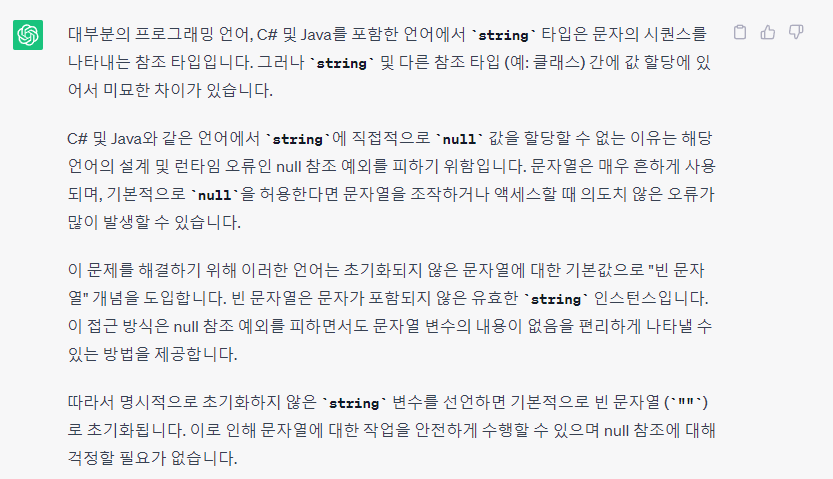 대부분의 프로그래밍 언어, C# 및 Java를 포함한 언어에서 `string` 타입은 문자의 시퀀스를
나타내는 참조 타입입니다. 그러나 `string` 및 다른 참조 타입 (예: 클래스) 간에 값 할당에 있
어서 미묘한 차이가 있습니다.
C# 및 Java와 같은 언어에서 `string`에 직접적으로 `null` 값을 할당할 수 없는 이유는 해당
언어의 설계 및 런타임 오류인 null 참조 예외를 피하기 위함입니다. 문자열은 매우 흔하게 사용
되며, 기본적으로 `null`을 허용한다면 문자열을 조작하거나 액세스할 때 의도치 않은 오류가
많이 발생할 수 있습니다.
이 문제를 해결하기 위해 이러한 언어는 초기화되지 않은 문자열에 대한 기본값으로 "빈 문자
열" 개념을 도입합니다. 빈 문자열은 문자가 포함되지 않은 유효한 `string` 인스턴스입니다.
이 접근 방식은 null 참조 예외를 피하면서도 문자열 변수의 내용이 없음을 편리하게 나타낼 수
있는 방법을 제공합니다.
따라서 명시적으로 초기화하지 않은 `string` 변수를 선언하면 기본적으로 빈 문자열 (`""`)
로 초기화됩니다. 이로 인해 문자열에 대한 작업을 안전하게 수행할 수 있으며 null 참조에 대해
걱정할 필요가 없습니다.